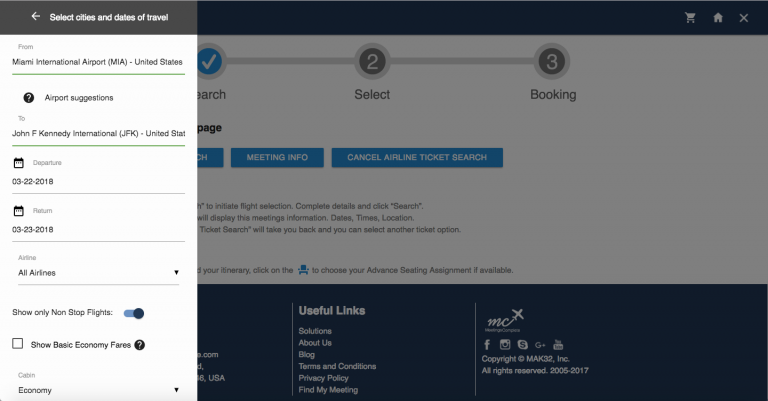 Select cities and dates of travel
From
Miami International Airport (MIA) - United States
Airport suggestions
To
John F Kennedy International (JFK) - United Stat
Departure
03-22-2018
Return
03-23-2018
Airline
All Airlines
Show only Non Stop Flights:
Show Basic Economy Fares
Cabin
Economy
earch
2
Select
3
Booking
page
CH
MEETING INFO
CANCEL AIRLINE TICKET SEARCH
h" to initiate flight selection. Complete details and click "Search".
will display this meetings information. Dates, Times, Location.
Ticket Search" will take you back and you can select another ticket option.
d your itinerary, click on the to choose your Advance Seating Assignment if available.
e.com
d,
46, USA
Useful Links
Solutions
About Us
Blog
Terms and Conditions
Privacy Policy
Find My Meeting
mc
MeetingsCompass
Copyright © MAK32, Inc.
All rights reserved. 2005-2017